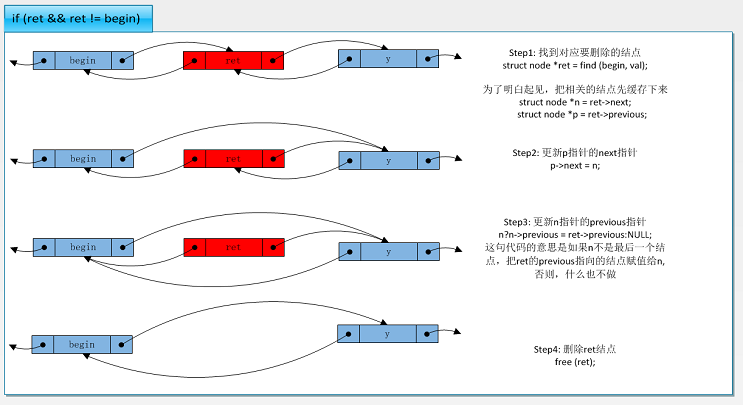 if (ret && ret != begin)
begin
ret
y
Step1: 找到对应要删除的结点
struct node *ret = find (begin, val);
为了明白起见，把相关的结点先缓存下来
struct node *n = ret->next;
struct node *p = ret->previous;
begin
ret
y
Step2: 更新p指针的next指针
p->next = n;
begin
ret
y
Step3: 更新n指针的previous指针
n?n->previous = ret->previous:NULL;
这句代码的意思是如果n不是最后一个结
点，把ret的previous指向的结点赋值给n,
否则，什么也不做
begin
y
Step4: 删除ret结点
free (ret);